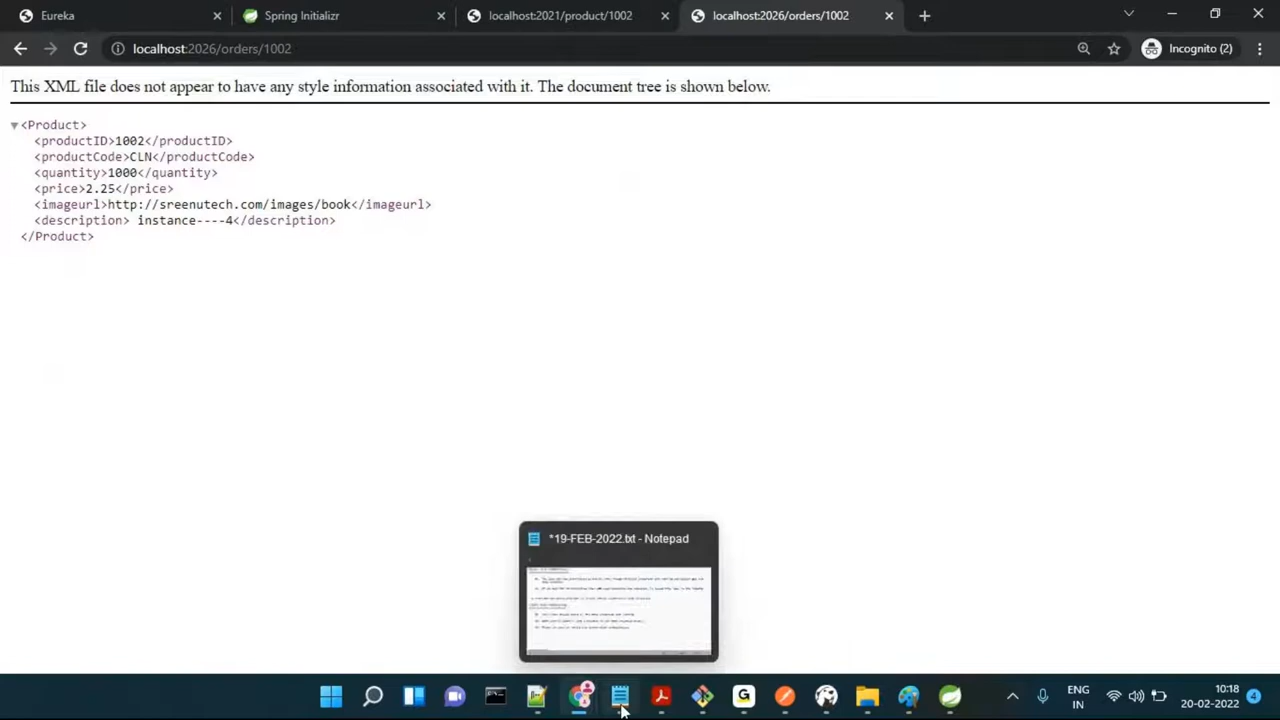 Eureka
Spring Initializr
localhost:2021/product/1002
localhost:2026/orders/1002
localhost:2026/orders/1002
Incognito (2)
This XML file does not appear to have any style information associated with it. The document tree is shown below.
<Product>
<productID>1002</productID>
<productCode>CLN</productCode>
<quantity>1000</quantity>
<price>2.25</price>
<imageurl>http://sreenutech.com/images/book</imageurl>
<description> instance----4</description>
</Product>
*19-FEB-2022.txt - Notepad
G
ENG
IN
10:18
20-02-2022
4